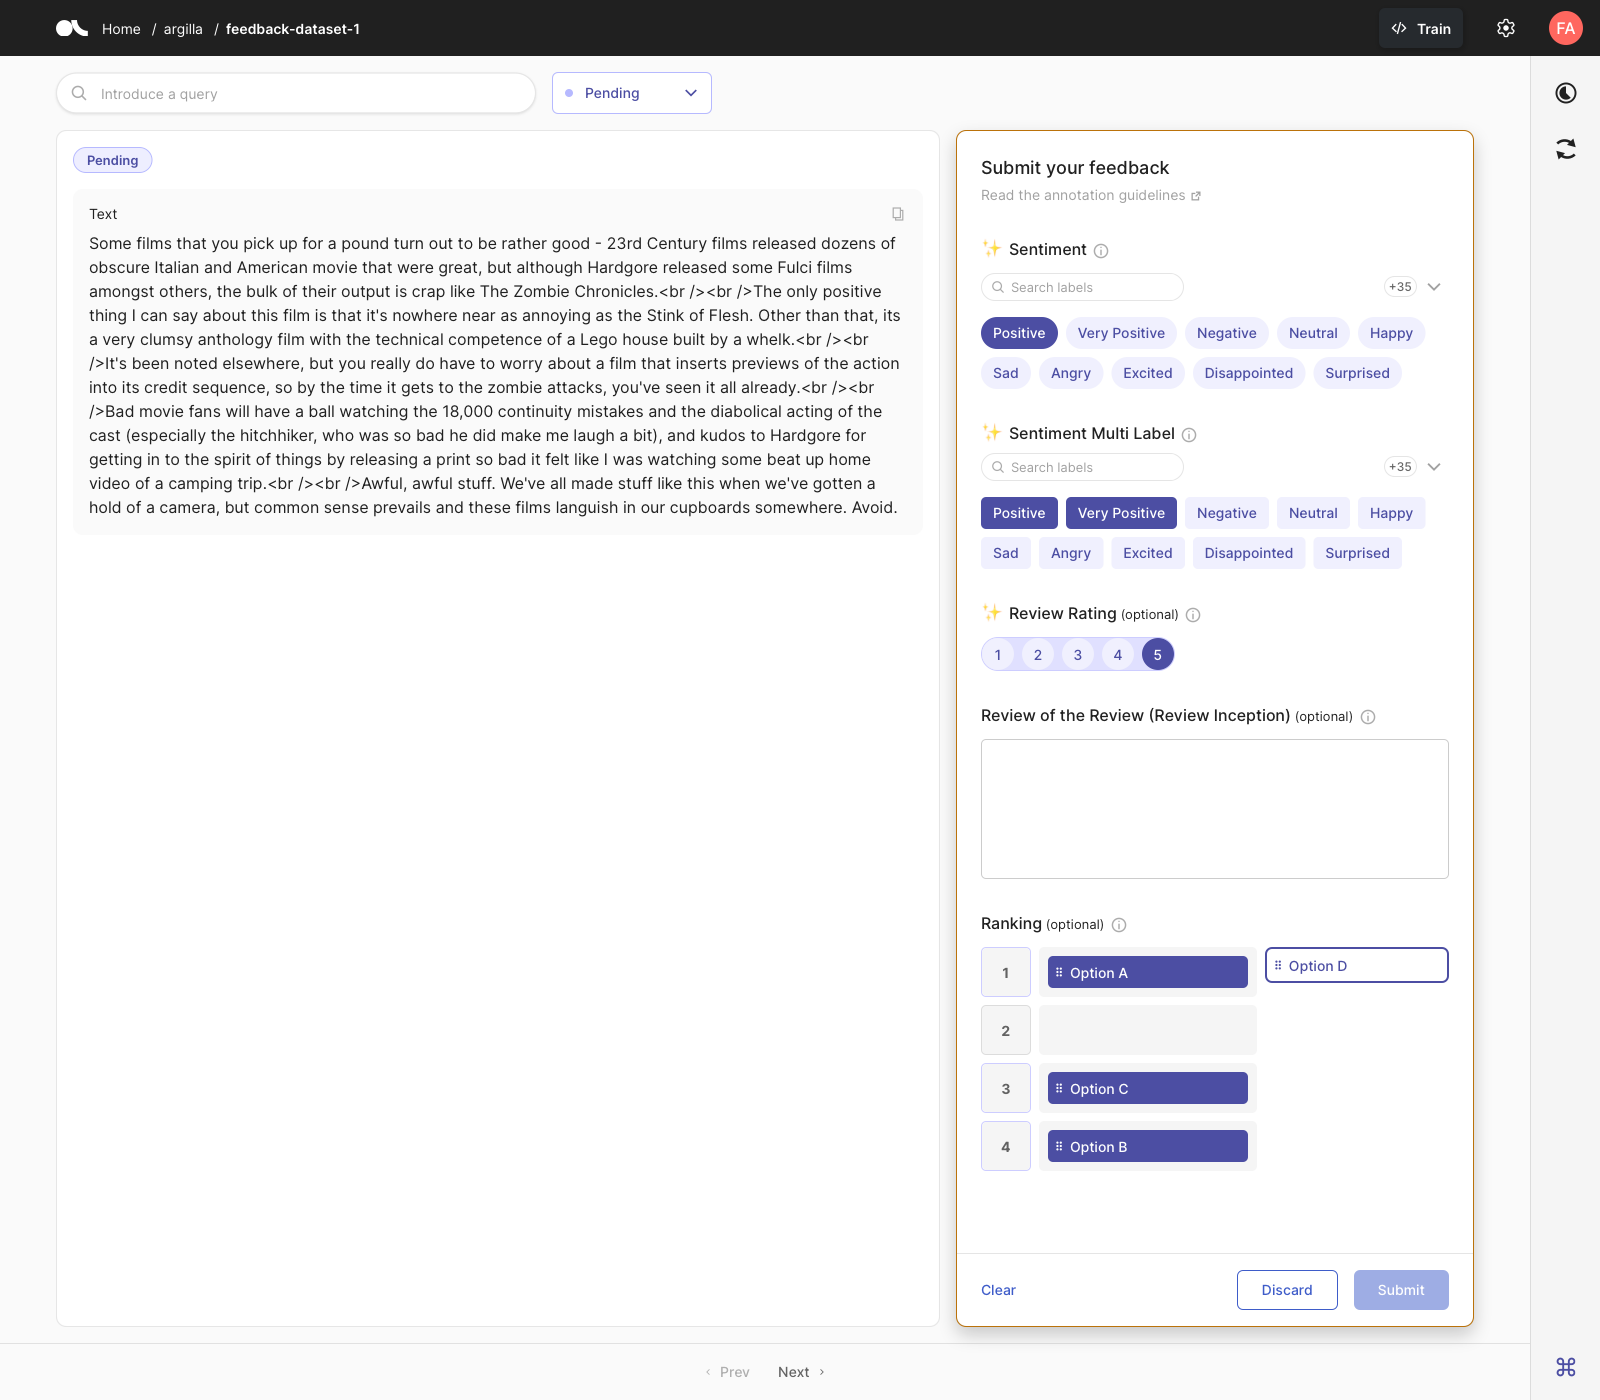 Home / argilla / feedback-dataset-1
Train
FA
Introduce a query
Pending
Pending
Text
Some films that you pick up for a pound turn out to be rather good - 23rd Century films released dozens of
obscure Italian and American movie that were great, but although Hardgore released some Fulci films
amongst others, the bulk of their output is crap like The Zombie Chronicles.<br /><br />The only positive
thing I can say about this film is that it's nowhere near as annoying as the Stink of Flesh. Other than that, its
a very clumsy anthology film with the technical competence of a Lego house built by a whelk.<br /><br
/>It's been noted elsewhere, but you really do have to worry about a film that inserts previews of the action
into its credit sequence, so by the time it gets to the zombie attacks, you've seen it all already.<br /><br
/>Bad movie fans will have a ball watching the 18,000 continuity mistakes and the diabolical acting of the
cast (especially the hitchhiker, who was so bad he did make me laugh a bit), and kudos to Hardgore for
getting in to the spirit of things by releasing a print so bad it felt like I was watching some beat up home
video of a camping trip.<br /><br />Awful, awful stuff. We've all made stuff like this when we've gotten a
hold of a camera, but common sense prevails and these films languish in our cupboards somewhere. Avoid.
Submit your feedback
Read the annotation guidelines
Sentiment
Search labels
+35
Positive Very Positive Negative Neutral Happy
Sad Angry Excited Disappointed Surprised
Sentiment Multi Label
Search labels
+35
Positive Very Positive Negative Neutral Happy
Sad Angry Excited Disappointed Surprised
Review Rating (optional)
1 2 3 4 5
Review of the Review (Review Inception) (optional)
Ranking (optional)
1 Option A Option D
2
3 Option C
4 Option B
Clear Discard Submit
Prev Next